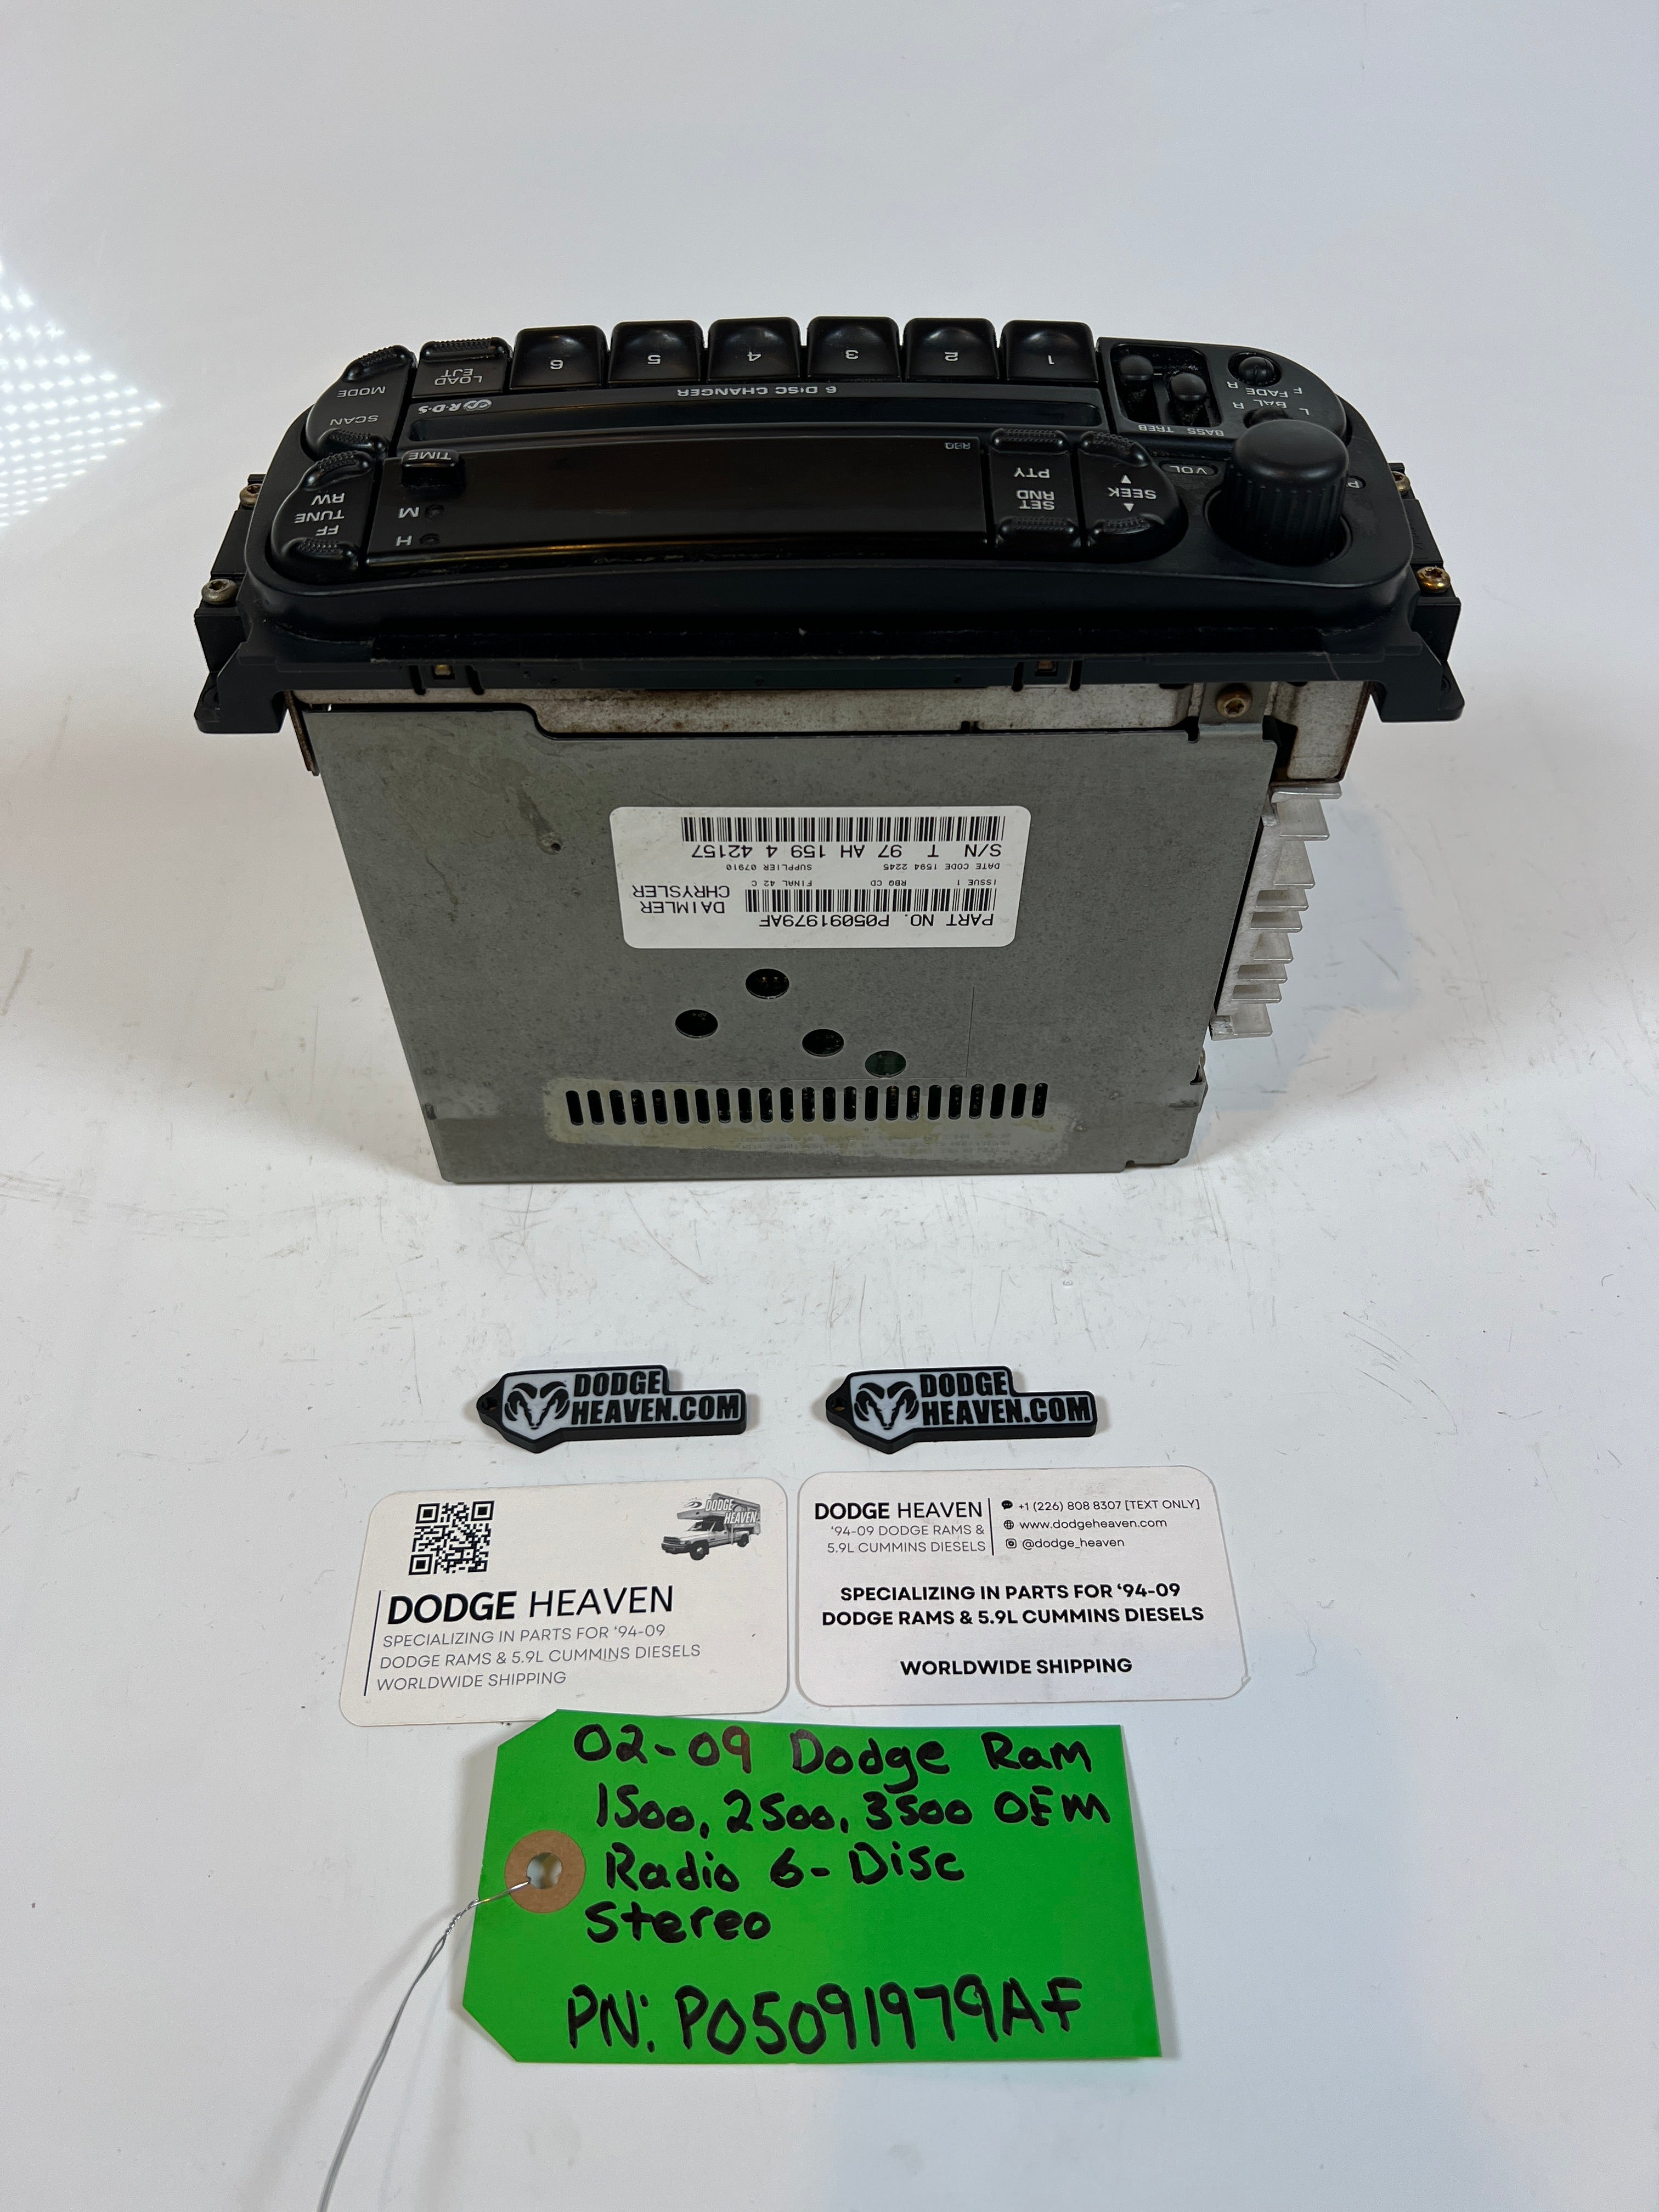 MODE
SCAN
LOAD
EJT
6
5
4
3
2
1
6 DISC CHANGER
R·D·S
TIME
RW
TUNE
FF
M
H
RBQ
PTY
SET
RND
SEEK
VOL
BASS
TREB
L BAL R
F FADE R
PART NO. P05091979AF
DAIMLER
CHRYSLER
ISSUE 1 RBQ CD FINAL 42 C
DATE CODE 1594 2245 SUPPLIER 07910
S/N T 97 AH 159 4 42157
DODGE
HEAVEN.COM
DODGE
HEAVEN.COM
DODGE
HEAVEN
DODGE HEAVEN
SPECIALIZING IN PARTS FOR '94-09
DODGE RAMS & 5.9L CUMMINS DIESELS
WORLDWIDE SHIPPING
DODGE HEAVEN
'94-09 DODGE RAMS &
5.9L CUMMINS DIESELS
+1 (226) 808 8307 [TEXT ONLY]
www.dodgeheaven.com
@dodge_heaven
SPECIALIZING IN PARTS FOR '94-09
DODGE RAMS & 5.9L CUMMINS DIESELS
WORLDWIDE SHIPPING
02-09 Dodge Ram
1500, 2500, 3500 OEM
Radio 6-Disc
Stereo
PN: P05091979AF